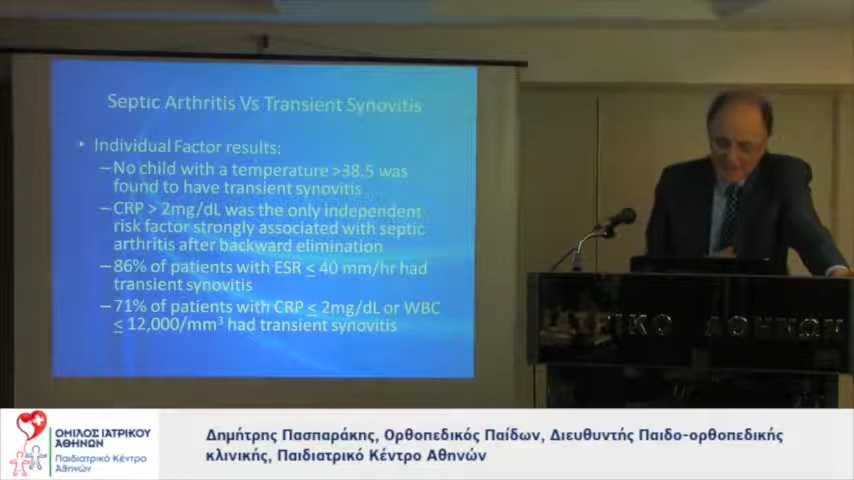 Septic Arthritis Vs Transient Synovitis
• Individual Factor results:
–No child with a temperature >38.5 was
found to have transient synovitis
–CRP > 2mg/dL was the only independent
risk factor strongly associated with septic
arthritis after backward elimination
–86% of patients with ESR ≤ 40 mm/hr had
transient synovitis
–71% of patients with CRP ≤ 2mg/dL or WBC
≤ 12,000/mm³ had transient synovitis
ΑΘΗΝΩΝ
ΟΜΙΛΟΣ ΙΑΤΡΙΚΟΥ
ΑΘΗΝΩΝ
Παιδιατρικό Κέντρο
Αθηνών
Δημήτρης Πασπαράκης, Ορθοπεδικός Παίδων, Διευθυντής Παιδο-ορθοπεδικής
κλινικής, Παιδιατρικό Κέντρο Αθηνών